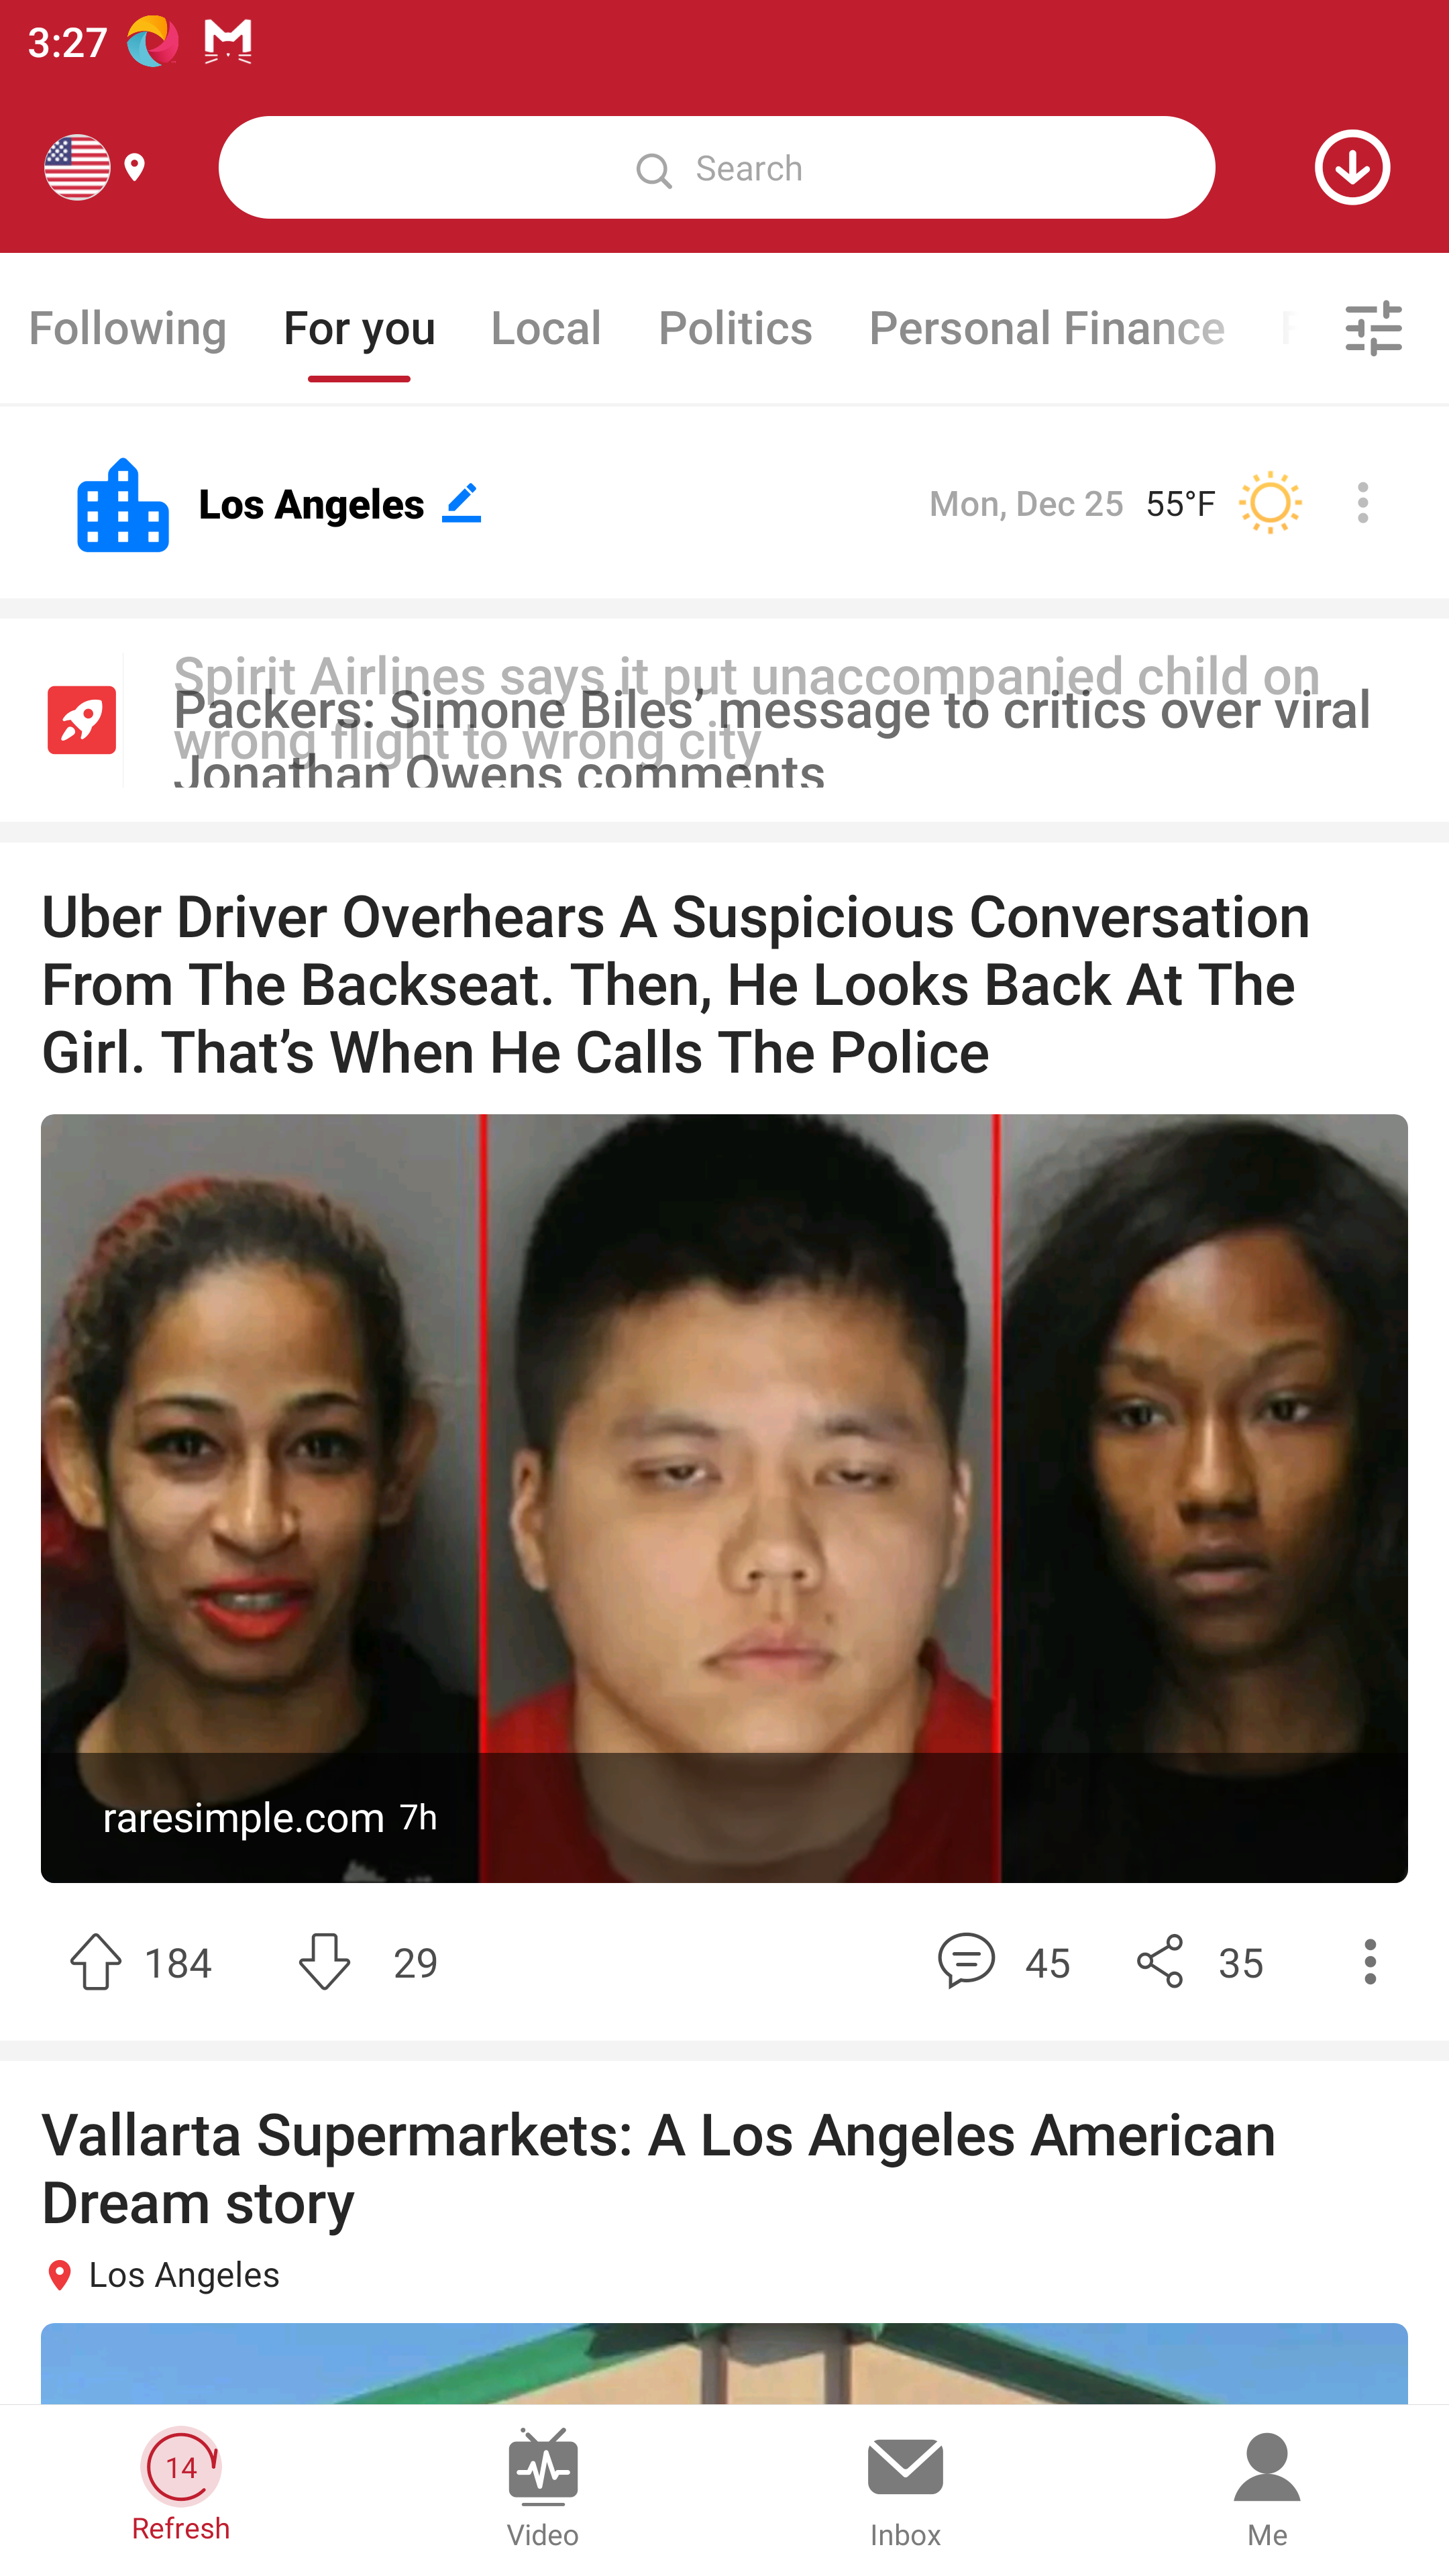 3:27
Search
Following For you Local Politics Personal Finance
Los Angeles Mon, Dec 25 55°F
Spirit Airlines says it put unaccompanied child on
wrong flight to wrong city
Packers: Simone Biles’ message to critics over viral
Jonathan Owens comments
Uber Driver Overhears A Suspicious Conversation
From The Backseat. Then, He Looks Back At The
Girl. That’s When He Calls The Police
raresimple.com 7h
184 29 45 35
Vallarta Supermarkets: A Los Angeles American
Dream story
Los Angeles
14
Refresh Video Inbox Me